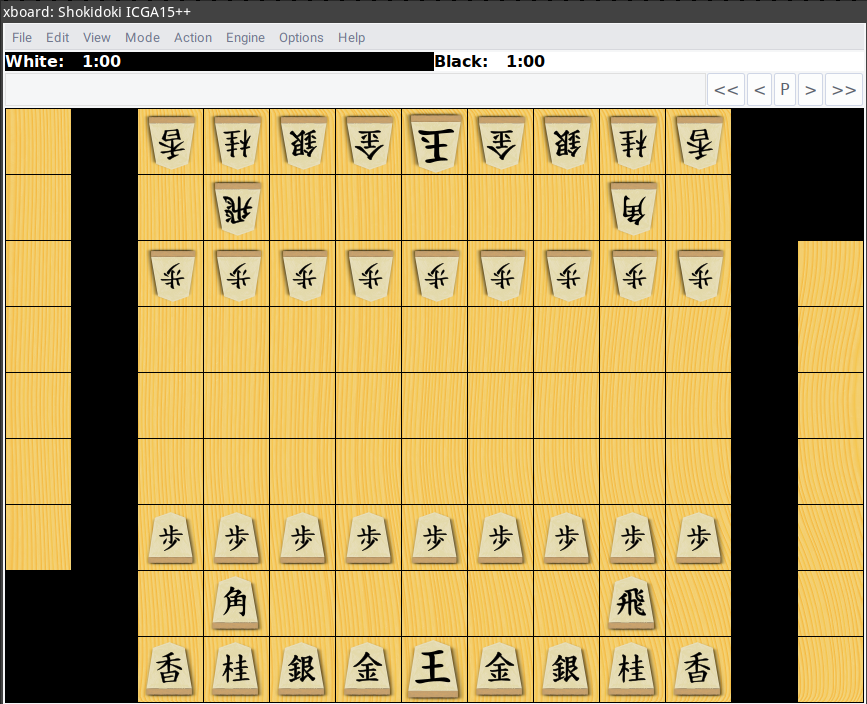 xboard: Shokidoki ICGA15++
File Edit View Mode Action Engine Options Help
White: 1:00 Black: 1:00
<< < P > >>
香 桂 銀 金 王 金 銀 桂 香
飛 角
歩 歩 歩 歩 歩 歩 歩 歩 歩
歩 歩 歩 歩 歩 歩 歩 歩 歩
角 飛
香 桂 銀 金 王 金 銀 桂 香